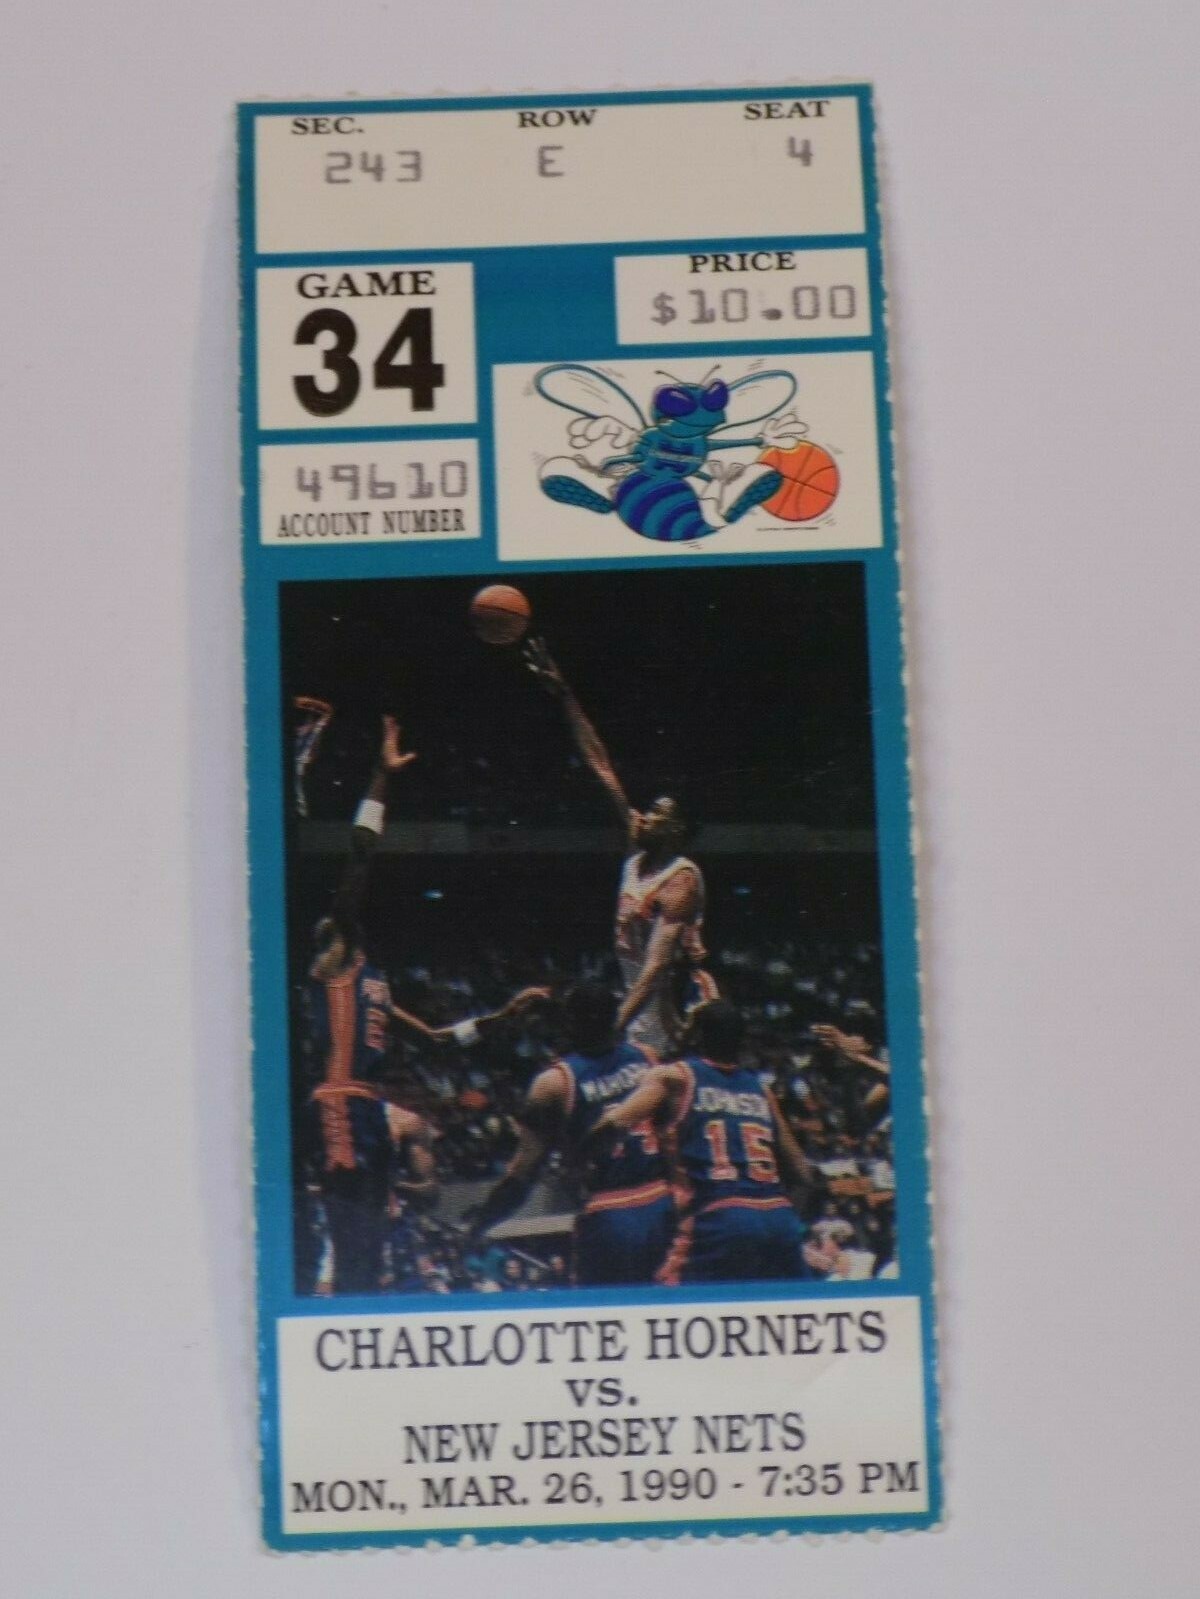 SEC. ROW SEAT
243 E 4
GAME
34
PRICE
$10.00
49610
ACCOUNT NUMBER
JOHNSON
15
CHARLOTTE HORNETS
VS.
NEW JERSEY NETS
MON., MAR. 26, 1990 - 7:35 PM